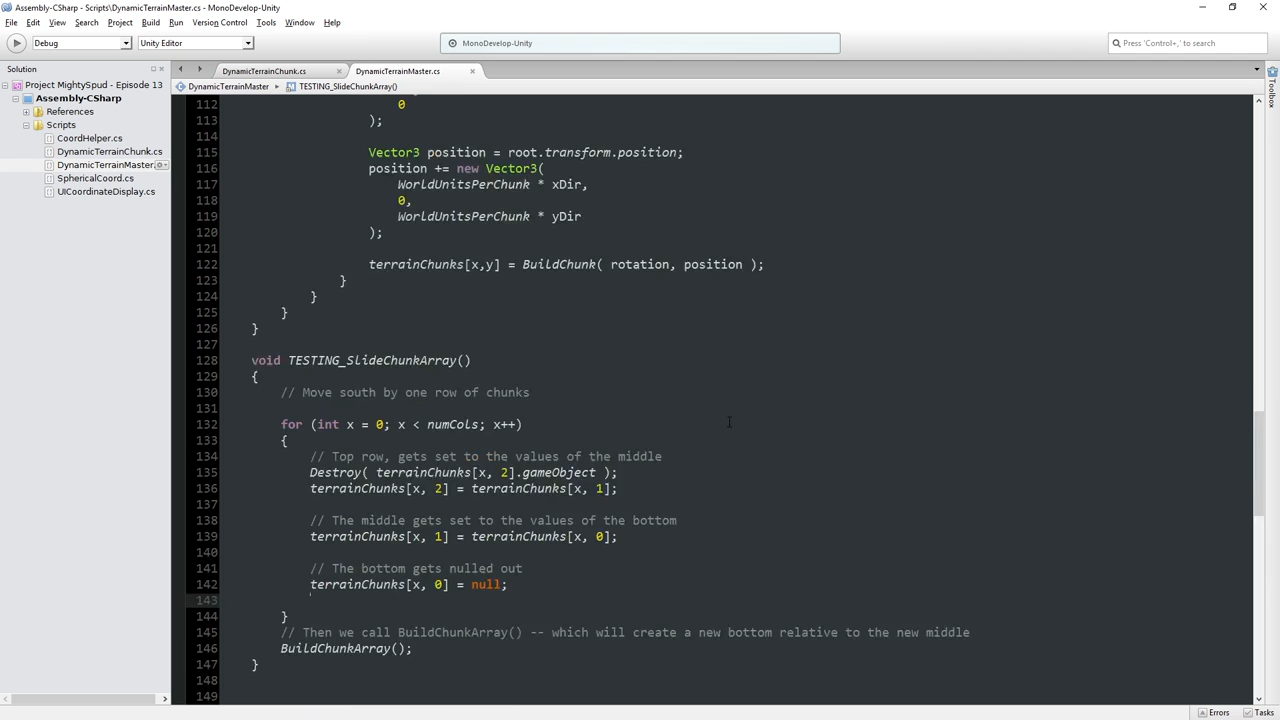 Assembly-CSharp - Scripts\DynamicTerrainMaster.cs - MonoDevelop-Unity
File Edit View Search Project Build Run Version Control Tools Window Help
Debug Unity Editor MonoDevelop-Unity Press 'Control+,' to search
Solution
Project MightySpud - Episode 13
Assembly-CSharp
References
Scripts
CoordHelper.cs
DynamicTerrainChunk.cs
DynamicTerrainMaster.
SphericalCoord.cs
UICoordinateDisplay.cs
DynamicTerrainChunk.cs DynamicTerrainMaster.cs
DynamicTerrainMaster TESTING_SlideChunkArray()
Toolbox
112 0
113 );
114
115 Vector3 position = root.transform.position;
116 position += new Vector3(
117 WorldUnitsPerChunk * xDir,
118 0,
119 WorldUnitsPerChunk * yDir
120 );
121
122 terrainChunks[x,y] = BuildChunk( rotation, position );
123 }
124 }
125 }
126 }
127
128 void TESTING_SlideChunkArray()
129 {
130 // Move south by one row of chunks
131
132 for (int x = 0; x < numCols; x++)
133 {
134 // Top row, gets set to the values of the middle
135 Destroy( terrainChunks[x, 2].gameObject );
136 terrainChunks[x, 2] = terrainChunks[x, 1];
137
138 // The middle gets set to the values of the bottom
139 terrainChunks[x, 1] = terrainChunks[x, 0];
140
141 // The bottom gets nulled out
142 terrainChunks[x, 0] = null;
143
144 }
145 // Then we call BuildChunkArray() -- which will create a new bottom relative to the new middle
146 BuildChunkArray();
147 }
148
149
Errors Tasks